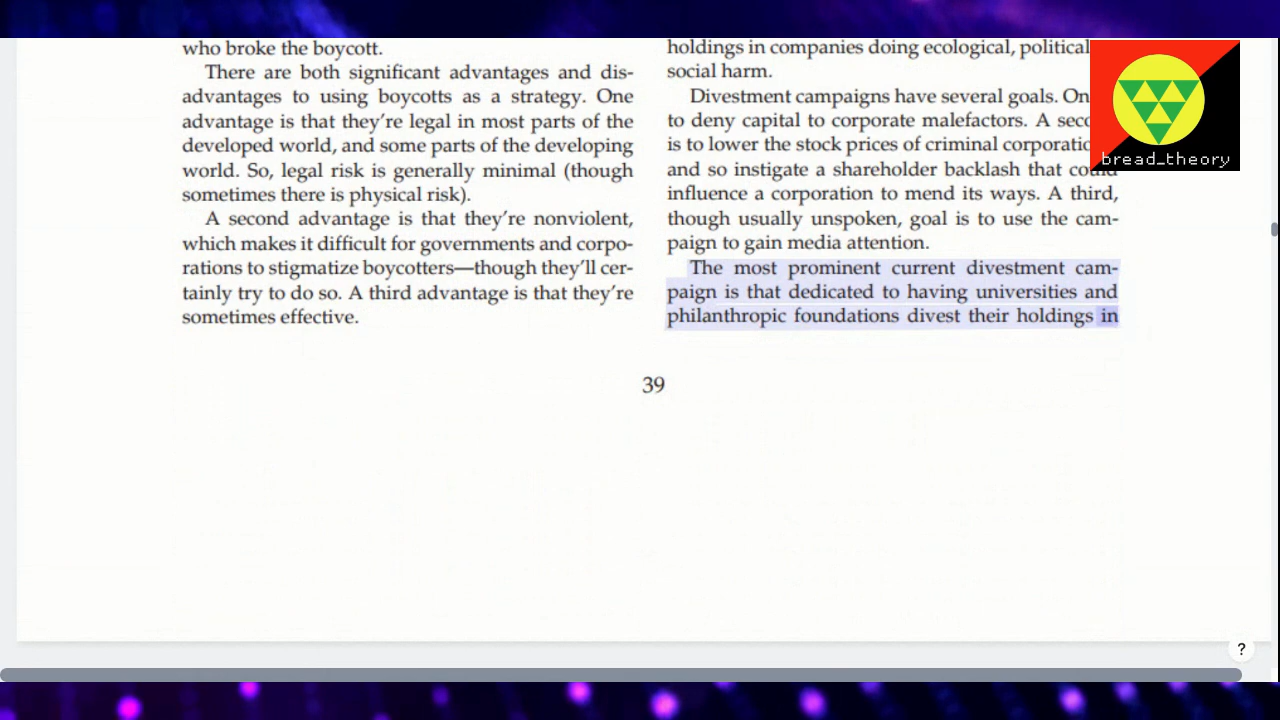 who broke the boycott.
There are both significant advantages and dis-
advantages to using boycotts as a strategy. One
advantage is that they're legal in most parts of the
developed world, and some parts of the developing
world. So, legal risk is generally minimal (though
sometimes there is physical risk).
A second advantage is that they're nonviolent,
which makes it difficult for governments and corpo-
rations to stigmatize boycotters—though they'll cer-
tainly try to do so. A third advantage is that they're
sometimes effective.
holdings in companies doing ecological, political
social harm.
Divestment campaigns have several goals. On
to deny capital to corporate malefactors. A seco
is to lower the stock prices of criminal corporatio
and so instigate a shareholder backlash that could
influence a corporation to mend its ways. A third,
though usually unspoken, goal is to use the cam-
paign to gain media attention.
The most prominent current divestment cam-
paign is that dedicated to having universities and
philanthropic foundations divest their holdings in
39
bread_theory
?